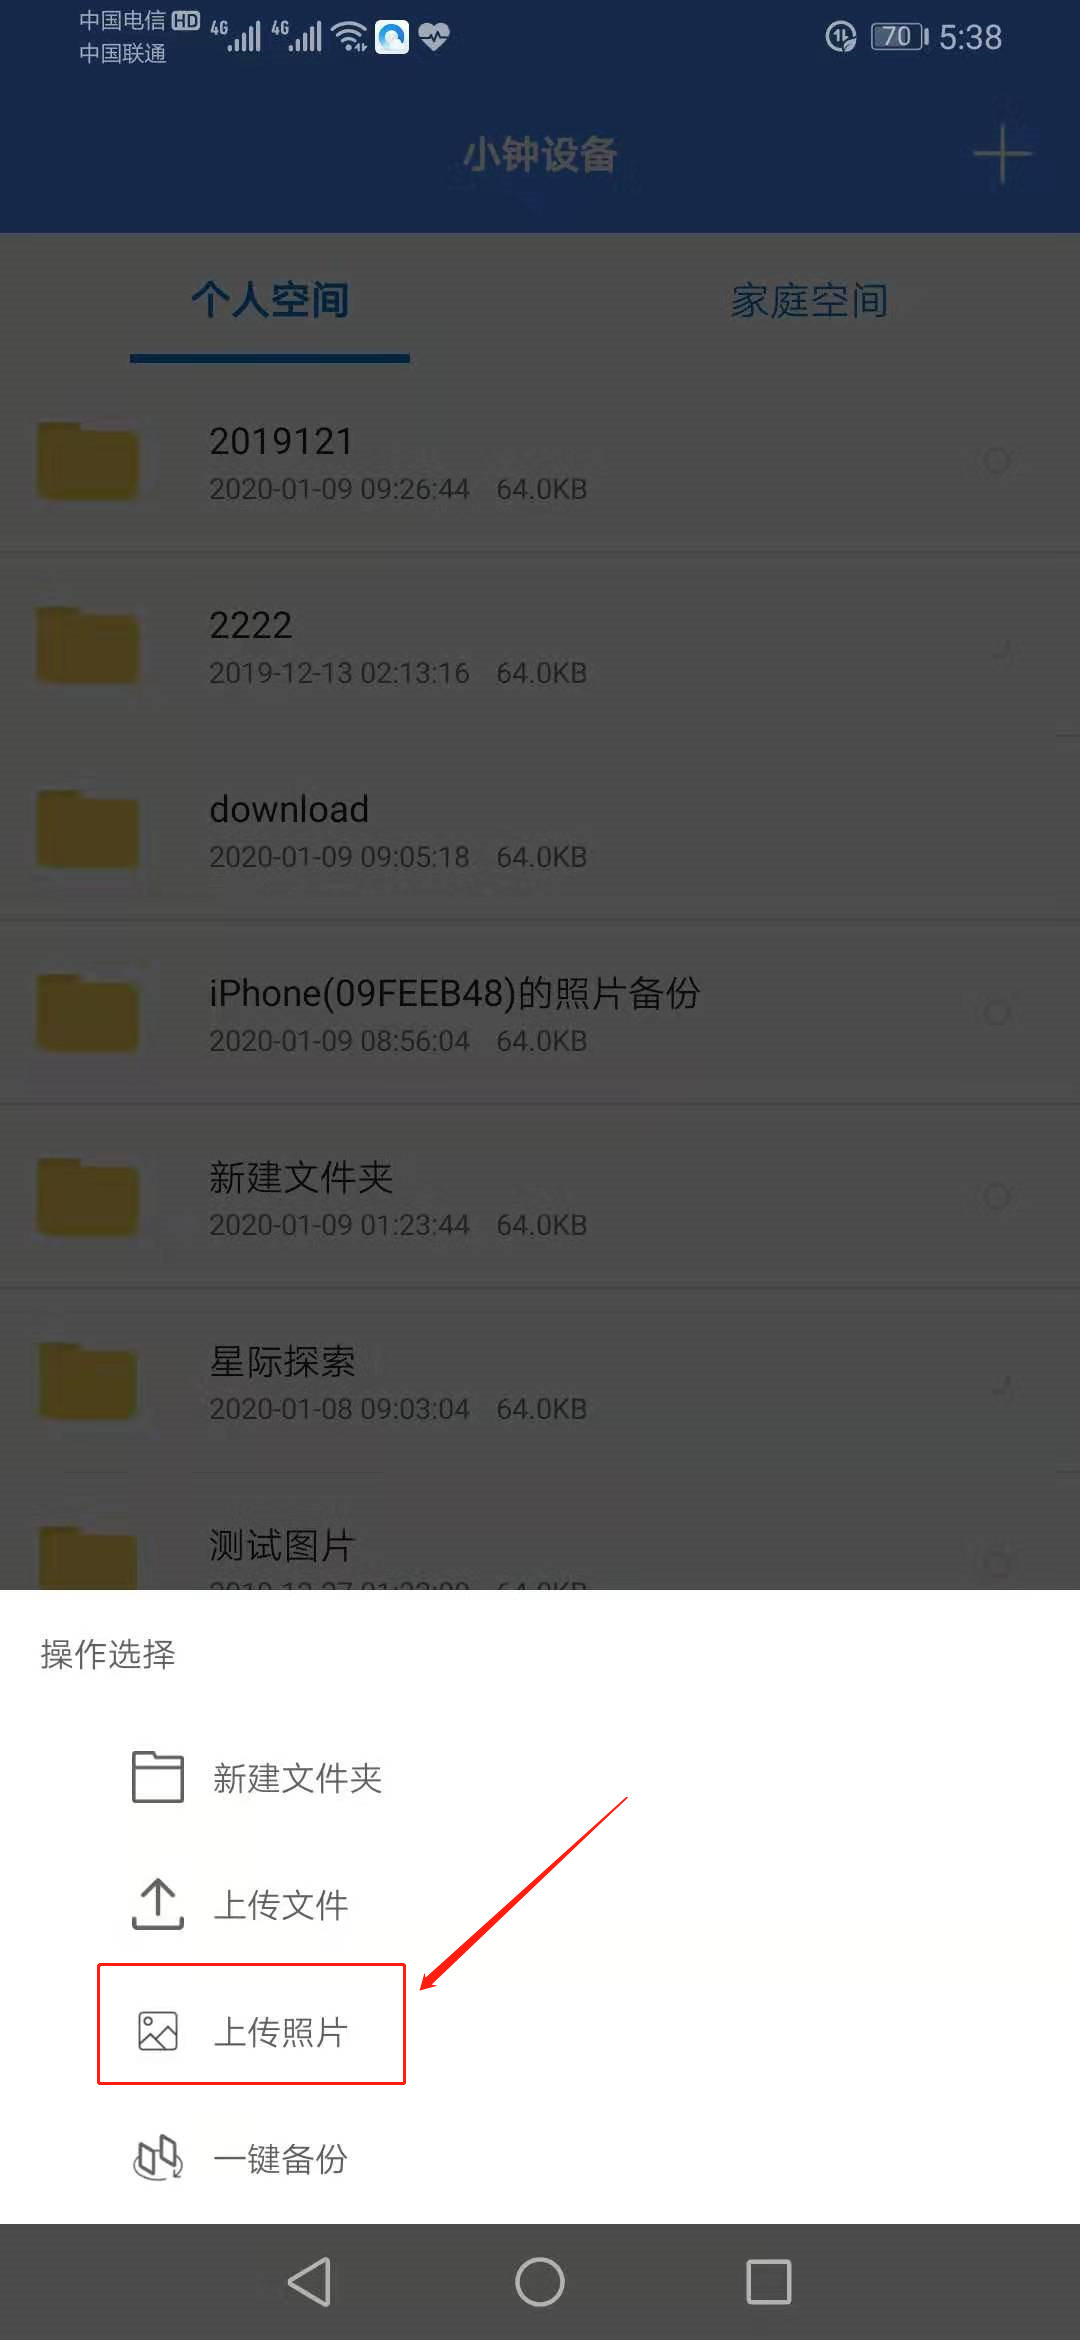 中国电信 HD 4G 4G 70 5:38
中国联通
小钟设备
个人空间 家庭空间
2019121
2020-01-09 09:26:44 64.0KB
2222
2019-12-13 02:13:16 64.0KB
download
2020-01-09 09:05:18 64.0KB
iPhone(09FEEB48)的照片备份
2020-01-09 08:56:04 64.0KB
新建文件夹
2020-01-09 01:23:44 64.0KB
星际探索
2020-01-08 09:03:04 64.0KB
测试图片
操作选择
新建文件夹
上传文件
上传照片
一键备份